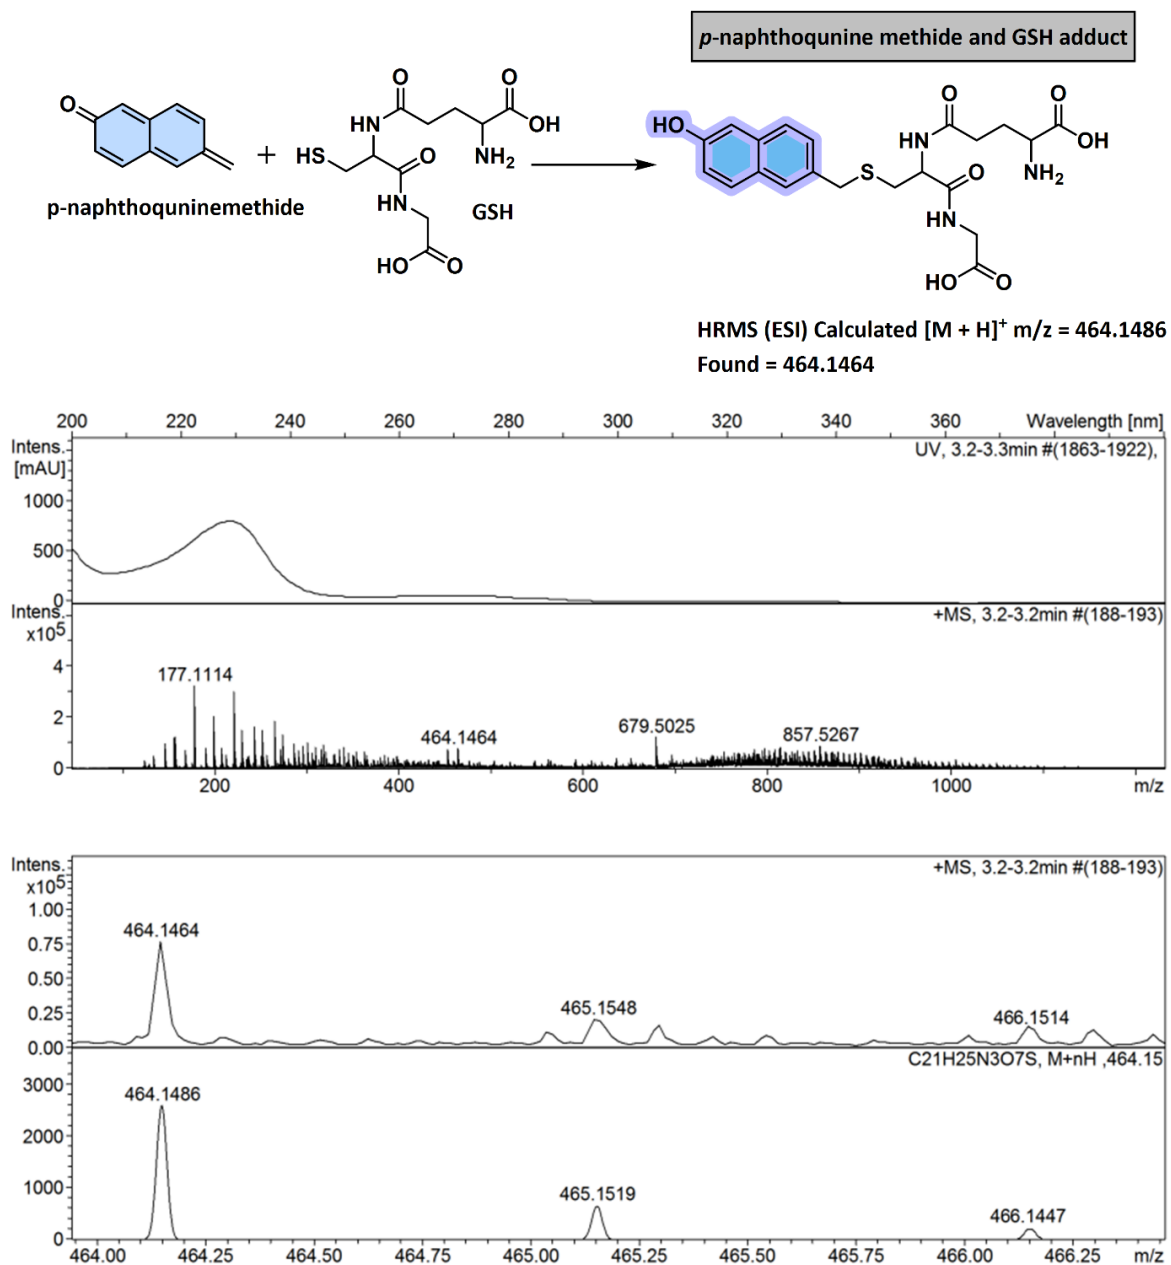 p-naphthoqunine methide and GSH adduct
O
HS
HN
O
O
OH
NH2
O
HN
HO
O
+
p-naphthoquninemethide
GSH
HO
S
HN
O
O
OH
NH2
O
HN
HO
O
HRMS (ESI) Calculated [M + H]+ m/z = 464.1486
Found = 464.1464
200 220 240 260 280 300 320 340 360 Wavelength [nm]
Intens.
[mAU]
UV, 3.2-3.3min #(1863-1922),
1000
500
0
Intens.
x105
+MS, 3.2-3.2min #(188-193)
4
2
0
177.1114
464.1464
679.5025
857.5267
200 400 600 800 1000 m/z
Intens.
x105
+MS, 3.2-3.2min #(188-193)
1.00
0.75
0.50
0.25
0.00
464.1464
465.1548
466.1514
C21H25N3O7S, M+nH ,464.15
3000
2000
1000
0
464.1486
465.1519
466.1447
464.00 464.25 464.50 464.75 465.00 465.25 465.50 465.75 466.00 466.25 m/z